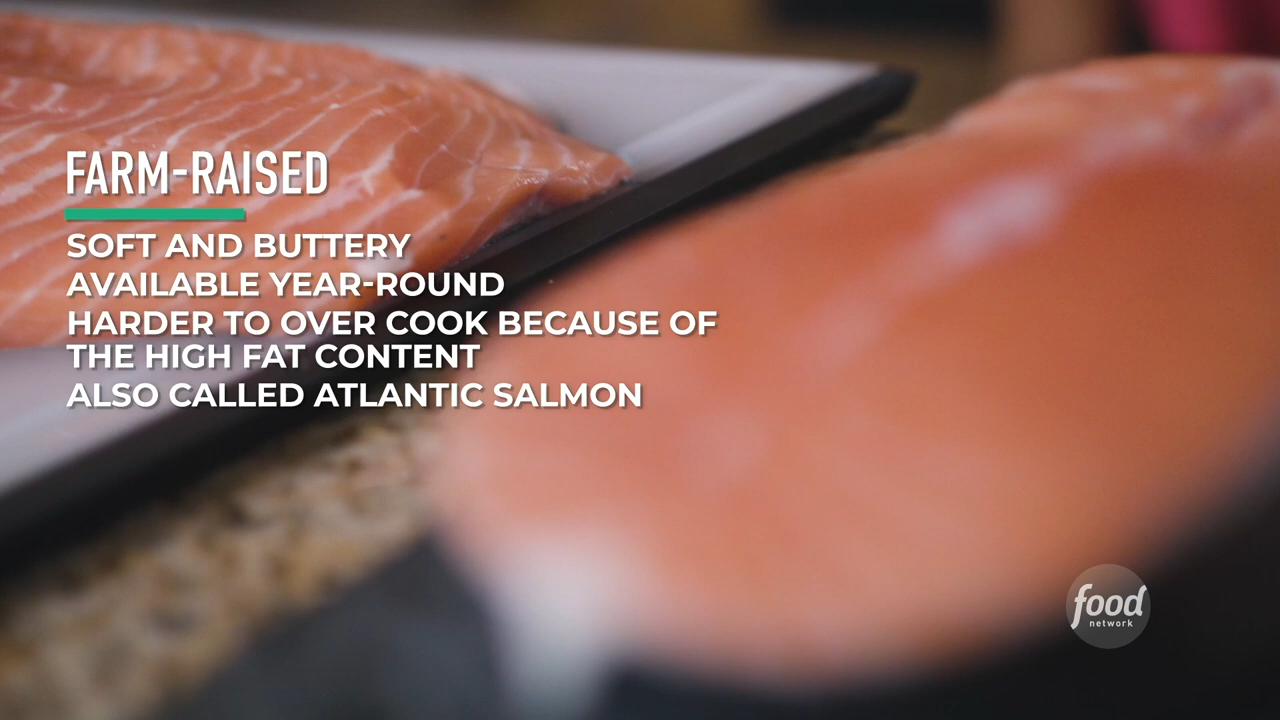 FARM-RAISED
SOFT AND BUTTERY
AVAILABLE YEAR-ROUND
HARDER TO OVER COOK BECAUSE OF
THE HIGH FAT CONTENT
ALSO CALLED ATLANTIC SALMON
food
network